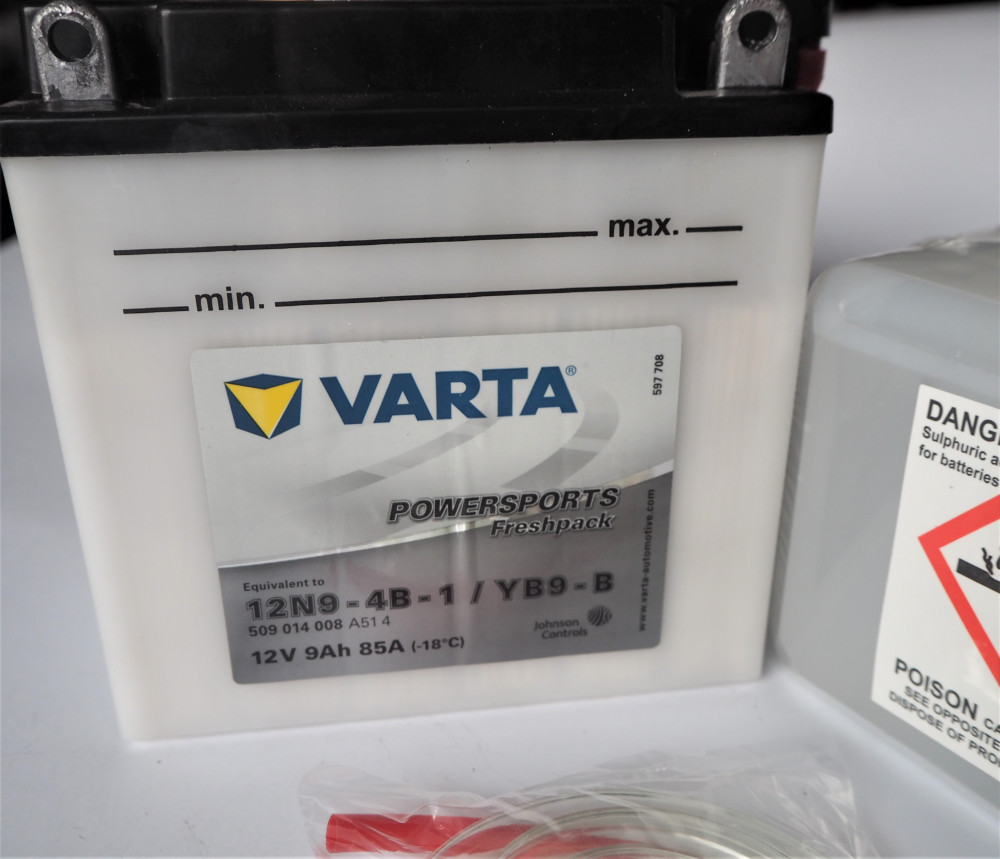 max.
min.
VARTA®
597 708
POWERSPORTS
Freshpack
www.varta-automotive.com
Equivalent to
12N9-4B-1 / YB9-B
509 014 008 A51 4
Johnson
Controls
12V 9Ah 85A (-18°C)
DANG
Sulphuric a
for batteries
POISON CA
SEE OPPOSITE
DISPOSE OF PRO